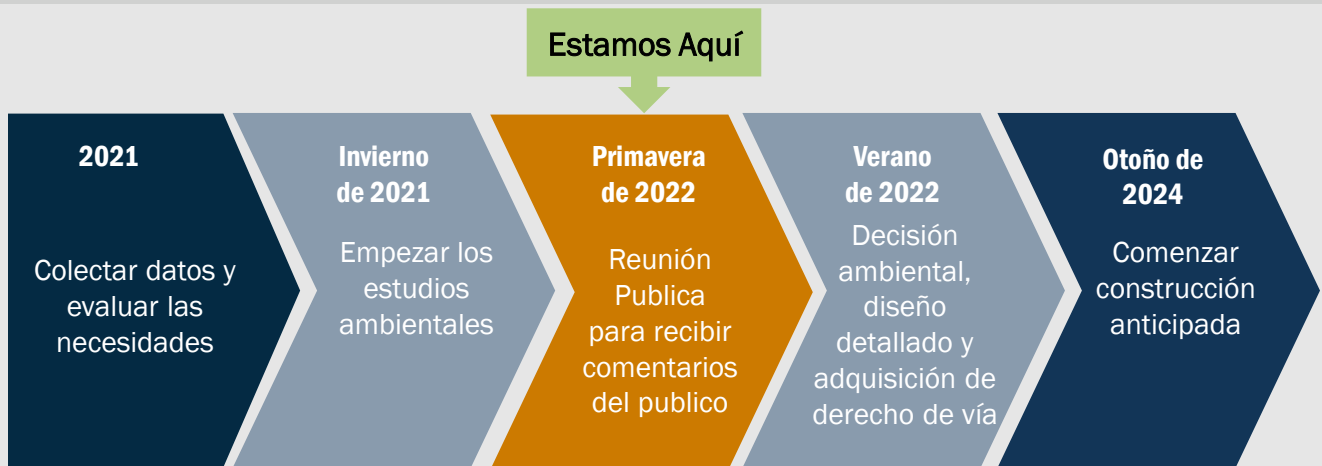 Estamos Aquí
2021
Colectar datos y
evaluar las
necesidades
Invierno
de 2021
Empezar los
estudios
ambientales
Primavera
de 2022
Reunión
Publica
para recibir
comentarios
del publico
Verano
de 2022
Decisión
ambiental,
diseño
detallado y
adquisición de
derecho de vía
Otoño de
2024
Comenzar
construcción
anticipada